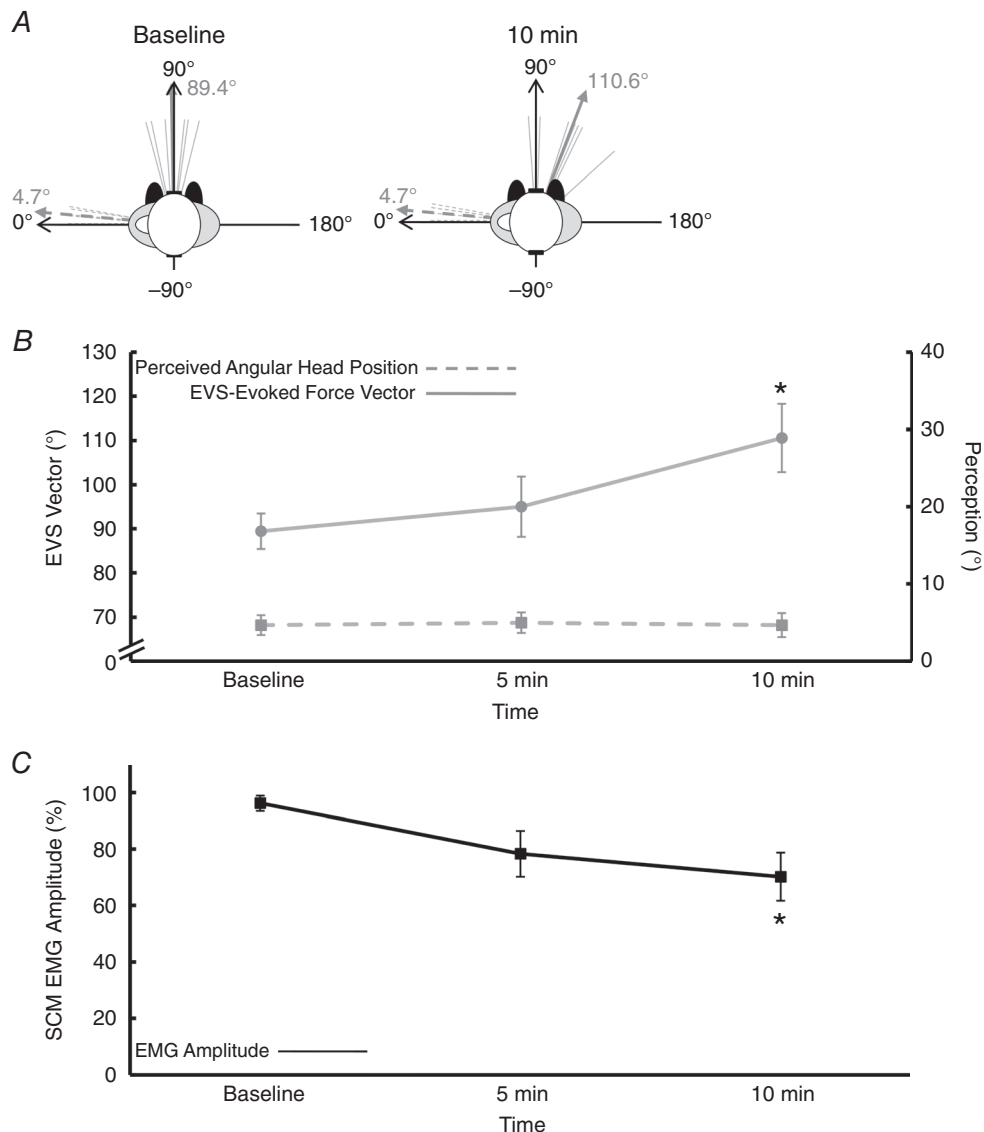 A
Baseline
10 min
90°
89.4°
90°
110.6°
4.7°
0°
180°
4.7°
0°
180°
–90°
–90°
B
130
120
110
100
90
80
70
0
EVS Vector (°)
Perceived Angular Head Position
EVS-Evoked Force Vector
*
40
30
20
10
0
Perception (°)
Baseline
5 min
10 min
Time
C
100
80
60
40
20
0
SCM EMG Amplitude (%)
*
EMG Amplitude
Baseline
5 min
10 min
Time